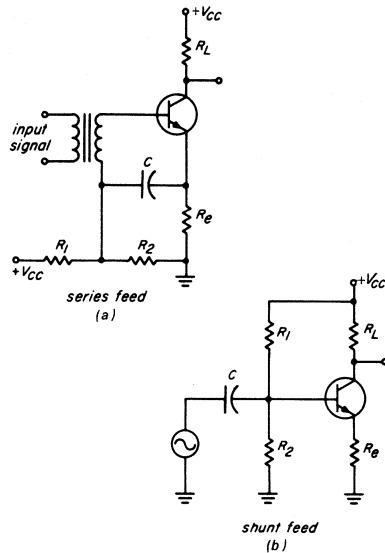 +VCC
RL
input
signal
C
Re
R1
R2
+VCC
series feed
(a)
+VCC
R1
RL
C
R2
Re
shunt feed
(b)